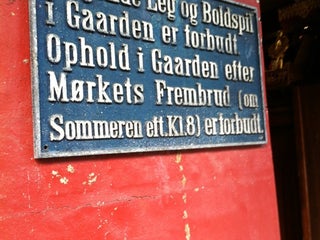 Leg og Boldspil
i Gaarden er forbudt.
Ophold i Gaarden efter
Mørkets Frembrud (om
Sommeren eft. Kl. 8) er forbudt